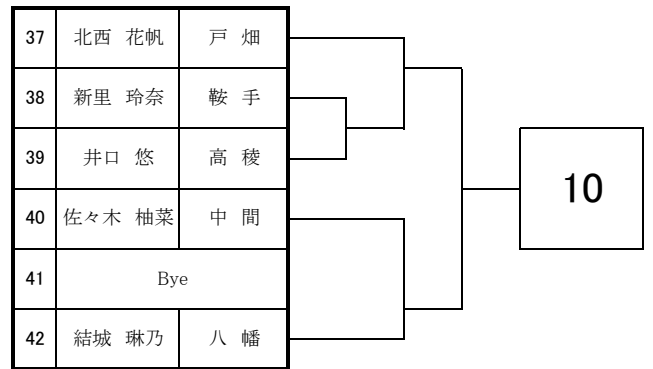 37 北西 花帆 戸 畑
38 新里 玲奈 鞍 手
39 井口 悠 高 稜
40 佐々木 柚菜 中 間
41 Bye
42 結城 琳乃 八 幡
10